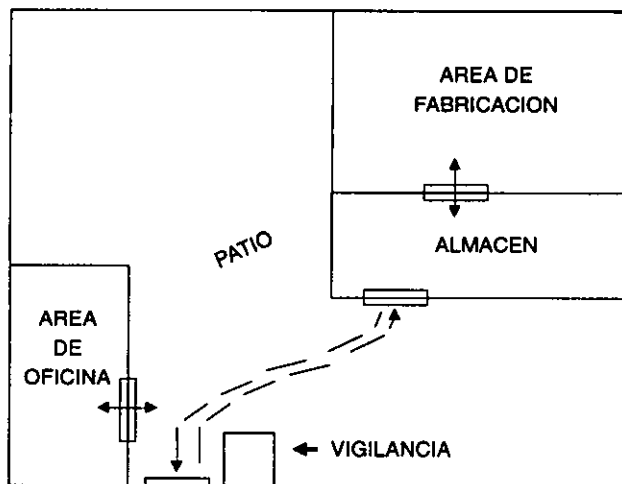 AREA DE
FABRICACION
ALMACEN
PATIO
AREA
DE
OFICINA
VIGILANCIA